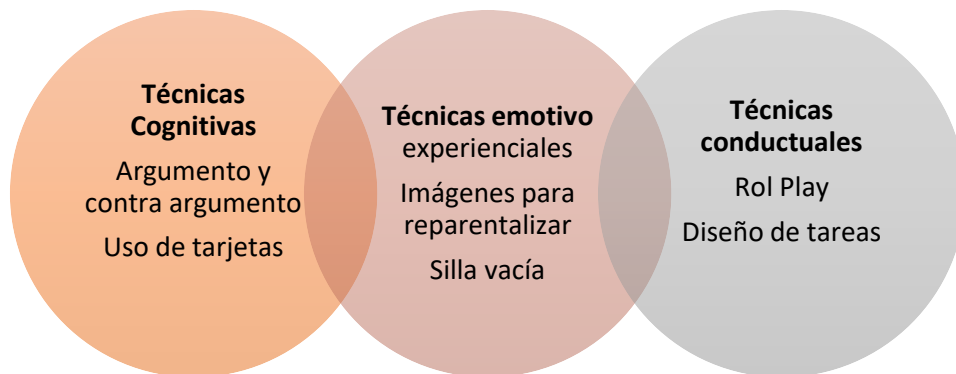 Técnicas
Cognitivas
Argumento y
contra argumento
Uso de tarjetas
Técnicas emotivo
experienciales
Imágenes para
reparentalizar
Silla vacía
Técnicas
conductuales
Rol Play
Diseño de tareas